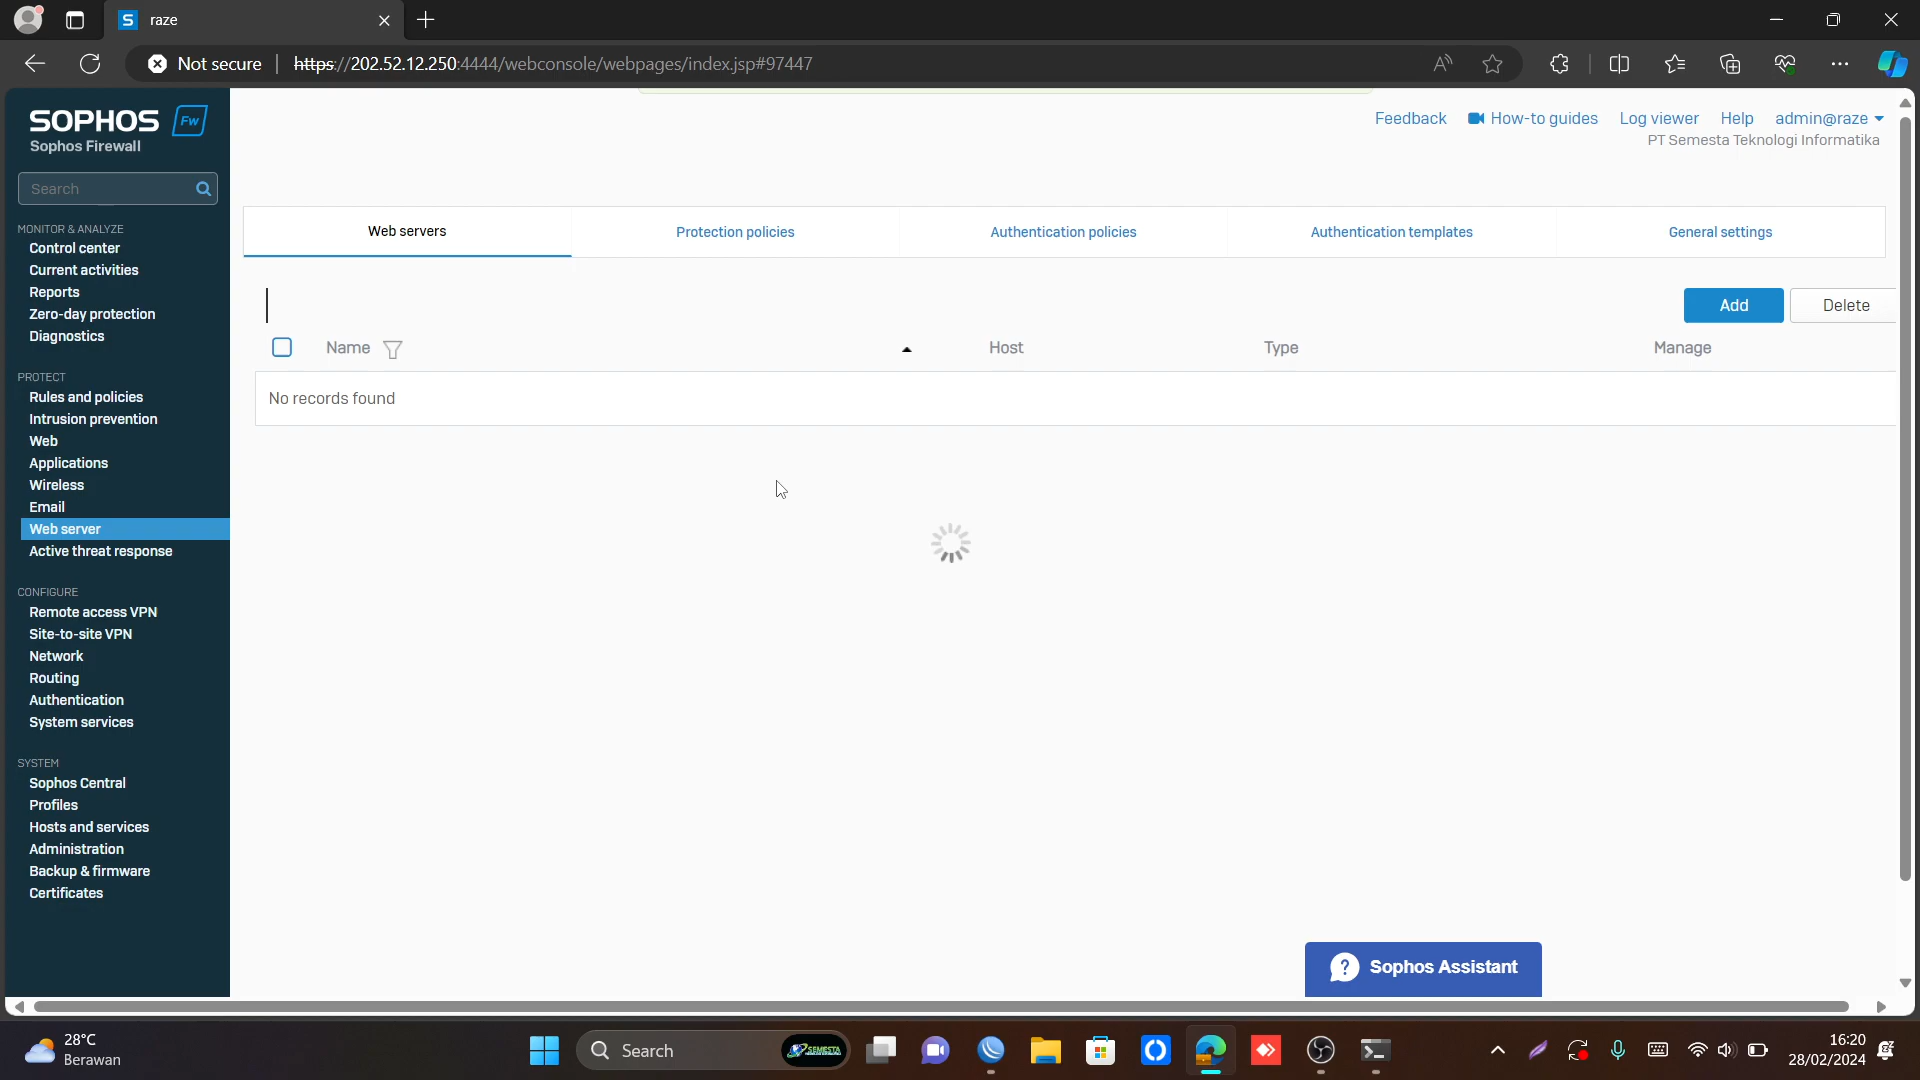 raze
Not secure
https://202.52.12.250:4444/webconsole/webpages/index.jsp#97447
SOPHOS Fw
Sophos Firewall
Feedback How-to guides Log viewer Help admin@raze
PT Semesta Teknologi Informatika
Search
MONITOR & ANALYZE
Control center
Current activities
Reports
Zero-day protection
Diagnostics
PROTECT
Rules and policies
Intrusion prevention
Web
Applications
Wireless
Email
Web server
Active threat response
CONFIGURE
Remote access VPN
Site-to-site VPN
Network
Routing
Authentication
System services
SYSTEM
Sophos Central
Profiles
Hosts and services
Administration
Backup & firmware
Certificates
Web servers Protection policies Authentication policies Authentication templates General settings
Add Delete
Name Host Type Manage
No records found
? Sophos Assistant
28°C
Berawan
Search
SEMESTA
16:20
28/02/2024